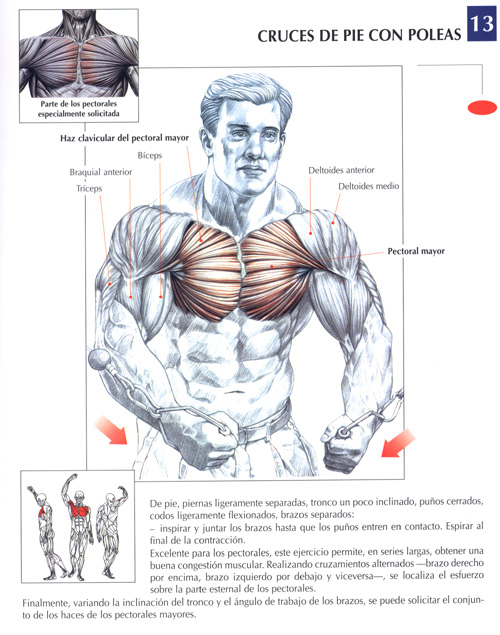 CRUCES DE PIE CON POLEAS 13
Parte de los pectorales
especialmente solicitada
Haz clavicular del pectoral mayor
Bíceps
Braquial anterior
Tríceps
Deltoides anterior
Deltoides medio
Pectoral mayor
De pie, piernas ligeramente separadas, tronco un poco inclinado, puños cerrados,
codos ligeramente flexionados, brazos separados:
– inspirar y juntar los brazos hasta que los puños entren en contacto. Espirar al
final de la contracción.
Excelente para los pectorales, este ejercicio permite, en series largas, obtener una
buena congestión muscular. Realizando cruzamientos alternados —brazo derecho
por encima, brazo izquierdo por debajo y viceversa—, se localiza el esfuerzo
sobre la parte esternal de los pectorales.
Finalmente, variando la inclinación del tronco y el ángulo de trabajo de los brazos, se puede solicitar el conjun-
to de los haces de los pectorales mayores.